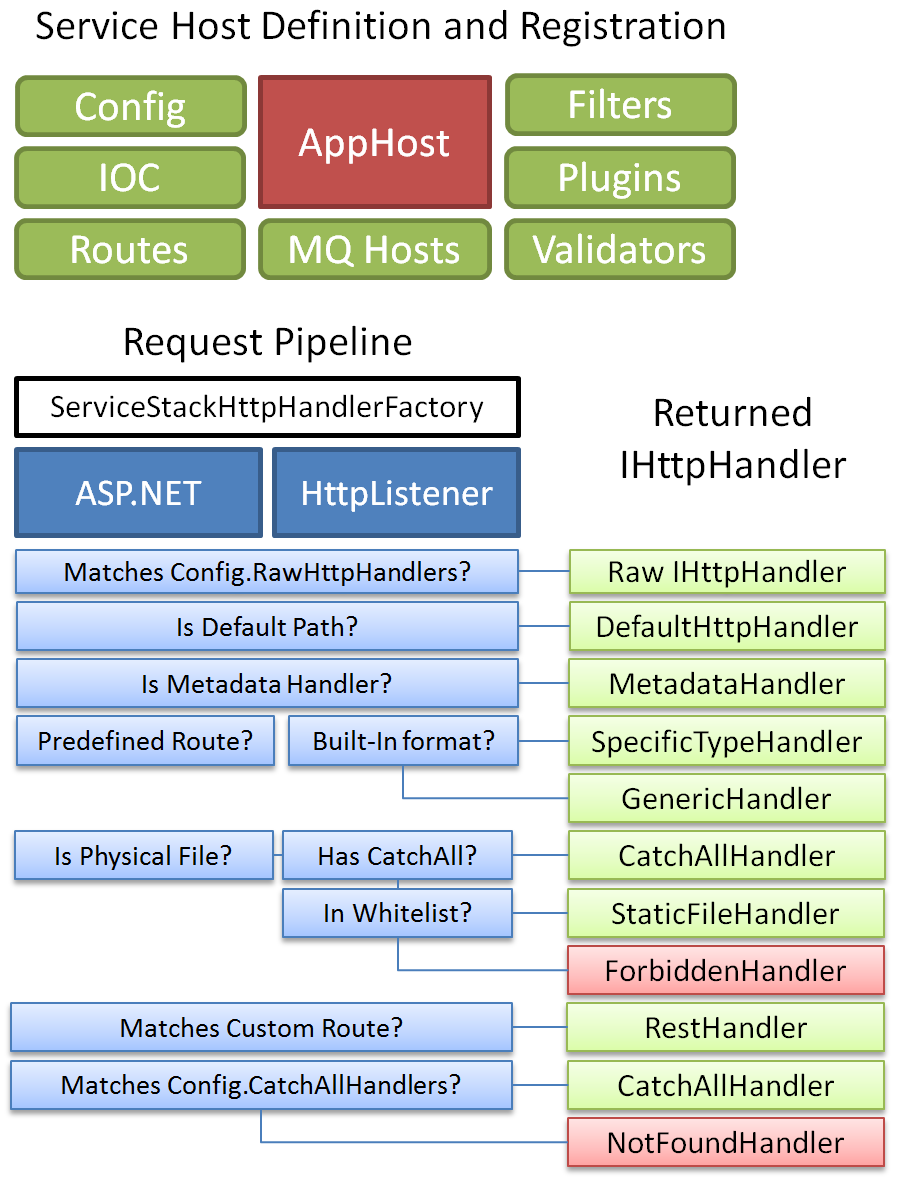 Service Host Definition and Registration
Config
AppHost
Filters
IOC
Plugins
Routes
MQ Hosts
Validators
Request Pipeline
ServiceStackHttpHandlerFactory
Returned
IHttpHandler
ASP.NET
HttpListener
Matches Config.RawHttpHandlers?
Raw IHttpHandler
Is Default Path?
DefaultHttpHandler
Is Metadata Handler?
MetadataHandler
Predefined Route?
Built-In format?
SpecificTypeHandler
GenericHandler
Is Physical File?
Has CatchAll?
CatchAllHandler
In Whitelist?
StaticFileHandler
ForbiddenHandler
Matches Custom Route?
RestHandler
Matches Config.CatchAllHandlers?
CatchAllHandler
NotFoundHandler